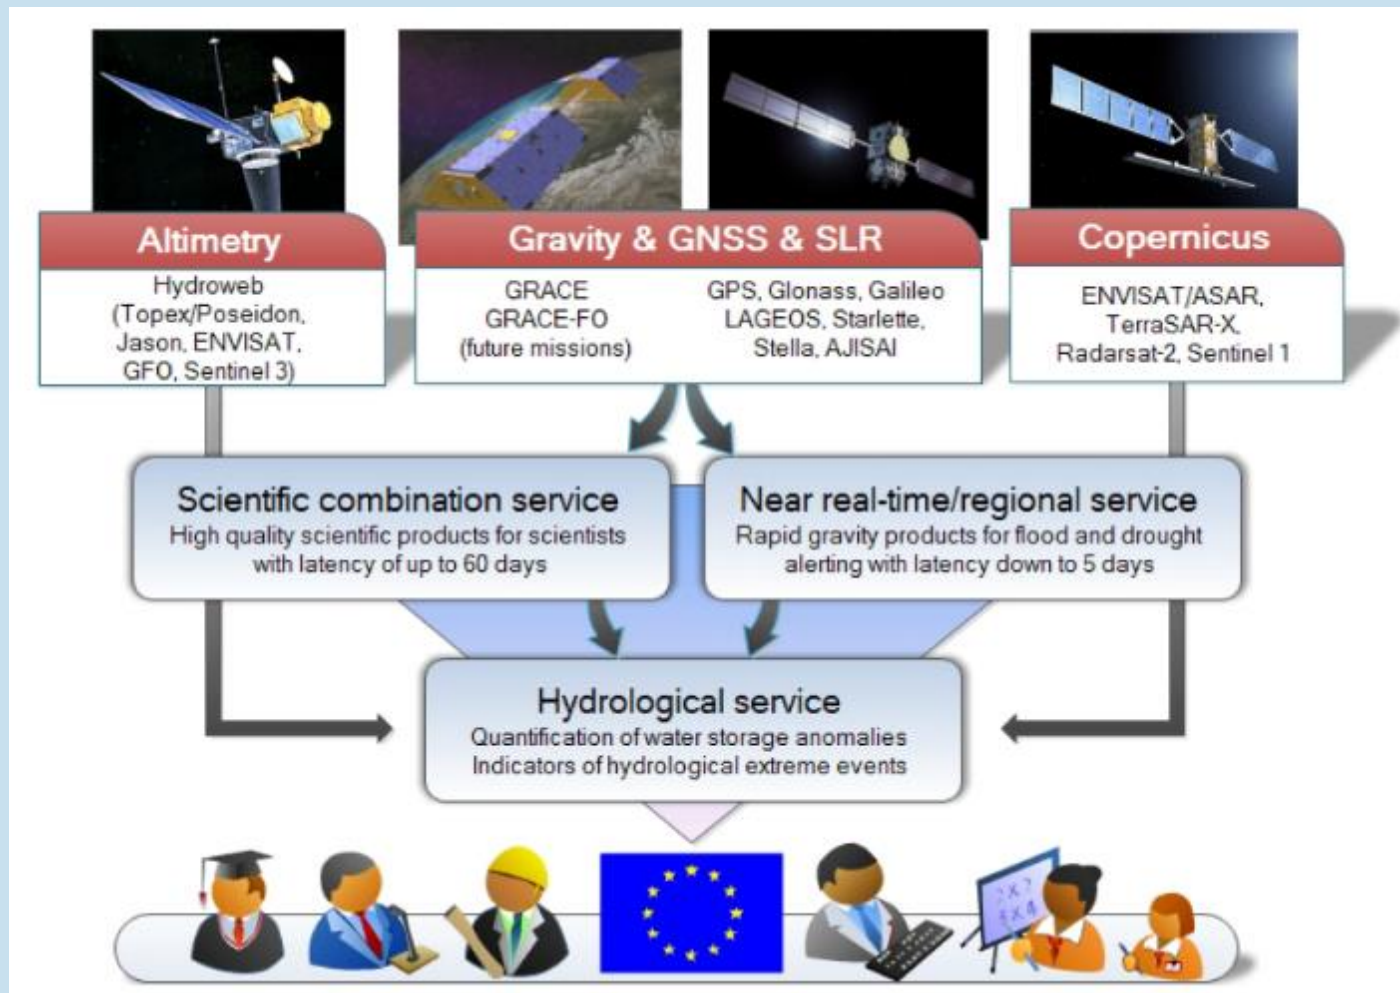 Altimetry
Hydroweb
(Topex/Poseidon,
Jason, ENVISAT,
GFO, Sentinel 3)
Gravity & GNSS & SLR
GRACE
GRACE-FO
(future missions)
GPS, Glonass, Galileo
LAGEOS, Starlette,
Stella, AJISAI
Copernicus
ENVISAT/ASAR,
TerraSAR-X,
Radarsat-2, Sentinel 1
Scientific combination service
High quality scientific products for scientists
with latency of up to 60 days
Near real-time/regional service
Rapid gravity products for flood and drought
alerting with latency down to 5 days
Hydrological service
Quantification of water storage anomalies
Indicators of hydrological extreme events